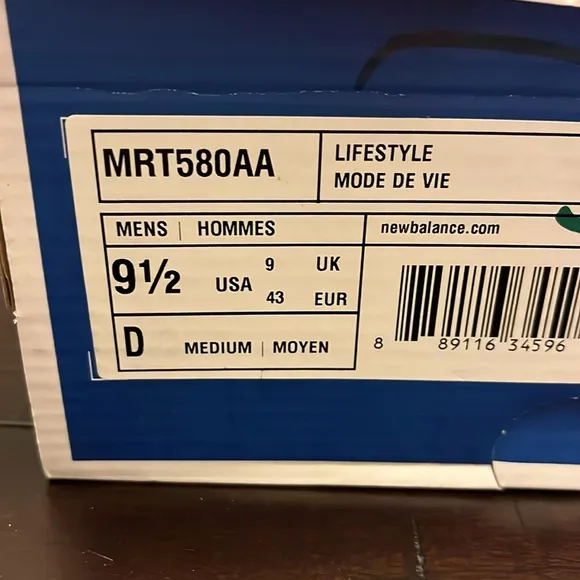 MRT580AA
LIFESTYLE
MODE DE VIE
MENS | HOMMES
newbalance.com
9½ USA
9 UK
43 EUR
D MEDIUM | MOYEN
8 89116 34596